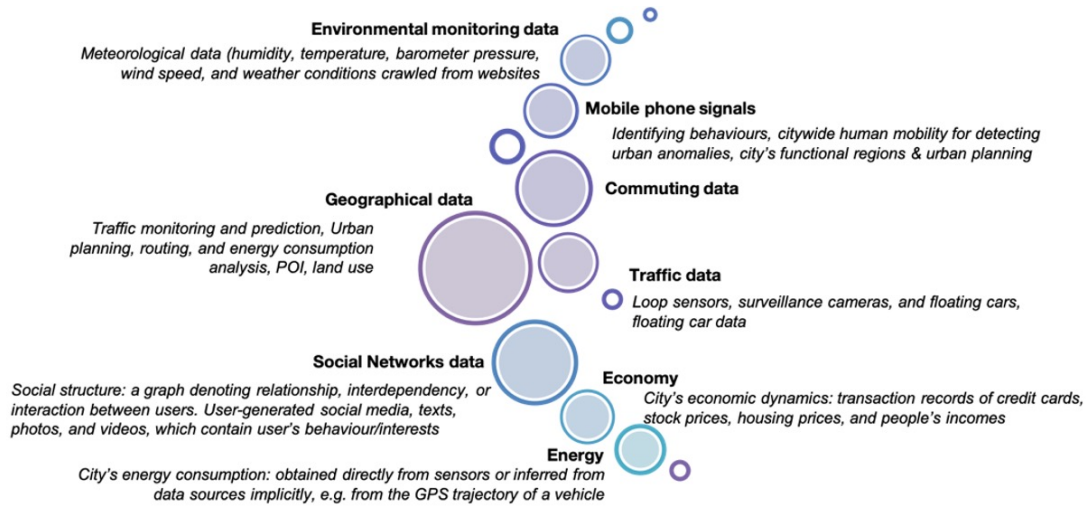 Environmental monitoring data
Meteorological data (humidity, temperature, barometer pressure,
wind speed, and weather conditions crawled from websites
Mobile phone signals
Identifying behaviours, citywide human mobility for detecting
urban anomalies, city's functional regions & urban planning
Commuting data
Geographical data
Traffic monitoring and prediction, Urban
planning, routing, and energy consumption
analysis, POI, land use
Traffic data
Loop sensors, surveillance cameras, and floating cars,
floating car data
Social Networks data
Social structure: a graph denoting relationship, interdependency, or
interaction between users. User-generated social media, texts,
photos, and videos, which contain user's behaviour/interests
Economy
City's economic dynamics: transaction records of credit cards,
stock prices, housing prices, and people's incomes
Energy
City's energy consumption: obtained directly from sensors or inferred from
data sources implicitly, e.g. from the GPS trajectory of a vehicle